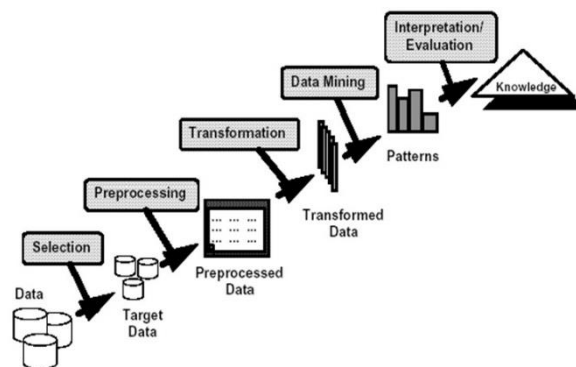 Interpretation/
Evaluation
Data Mining
Knowledge
Transformation
Patterns
Preprocessing
Transformed
Data
Selection
Preprocessed
Data
Data
Target
Data